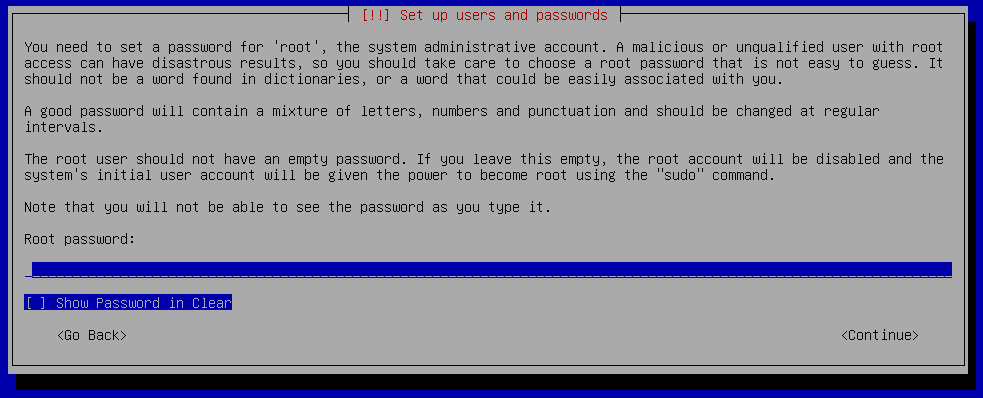 [!!] Set up users and passwords
You need to set a password for 'root', the system administrative account. A malicious or unqualified user with root
access can have disastrous results, so you should take care to choose a root password that is not easy to guess. It
should not be a word found in dictionaries, or a word that could be easily associated with you.
A good password will contain a mixture of letters, numbers and punctuation and should be changed at regular
intervals.
The root user should not have an empty password. If you leave this empty, the root account will be disabled and the
system's initial user account will be given the power to become root using the "sudo" command.
Note that you will not be able to see the password as you type it.
Root password:
[ ] Show Password in Clear
<Go Back> <Continue>